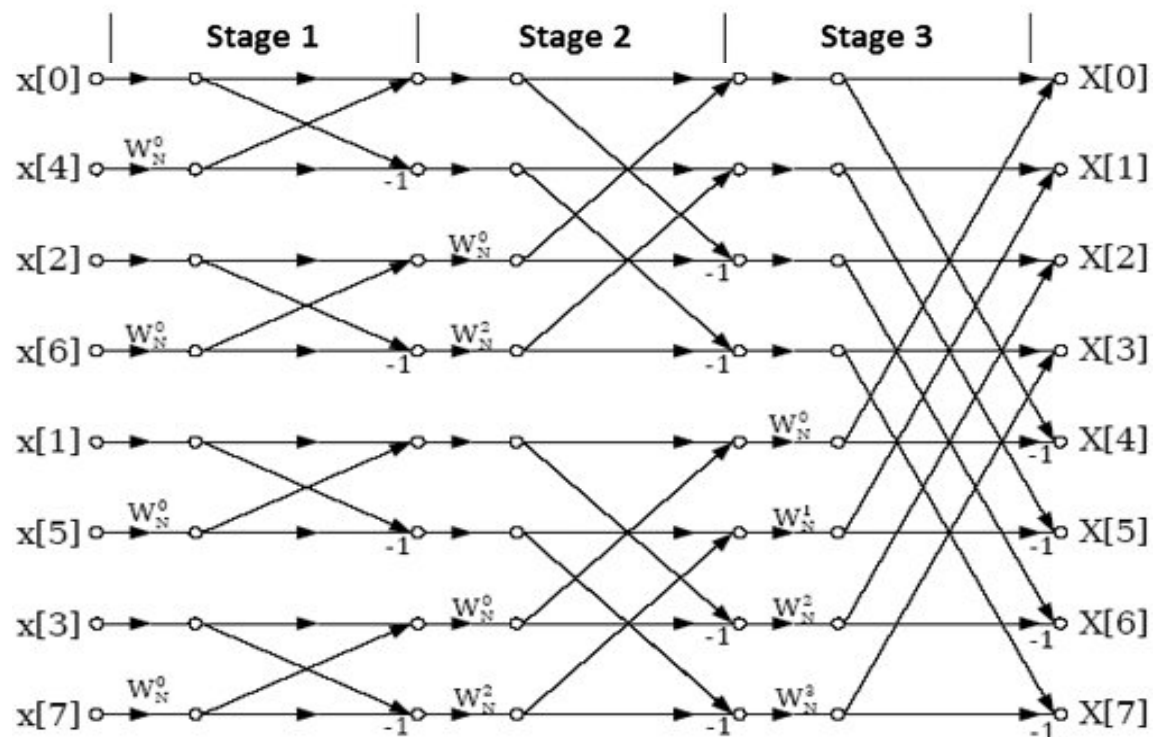 Stage 1 Stage 2 Stage 3
x[0] X[0]
W_N^0
x[4] -1 X[1]
W_N^0
x[2] -1 X[2]
W_N^0 W_N^2
x[6] -1 -1 X[3]
W_N^0
x[1] -1 X[4]
W_N^0 W_N^1
x[5] -1 -1 X[5]
W_N^0 W_N^2
x[3] -1 -1 X[6]
W_N^0 W_N^2 W_N^3
x[7] -1 -1 -1 X[7]